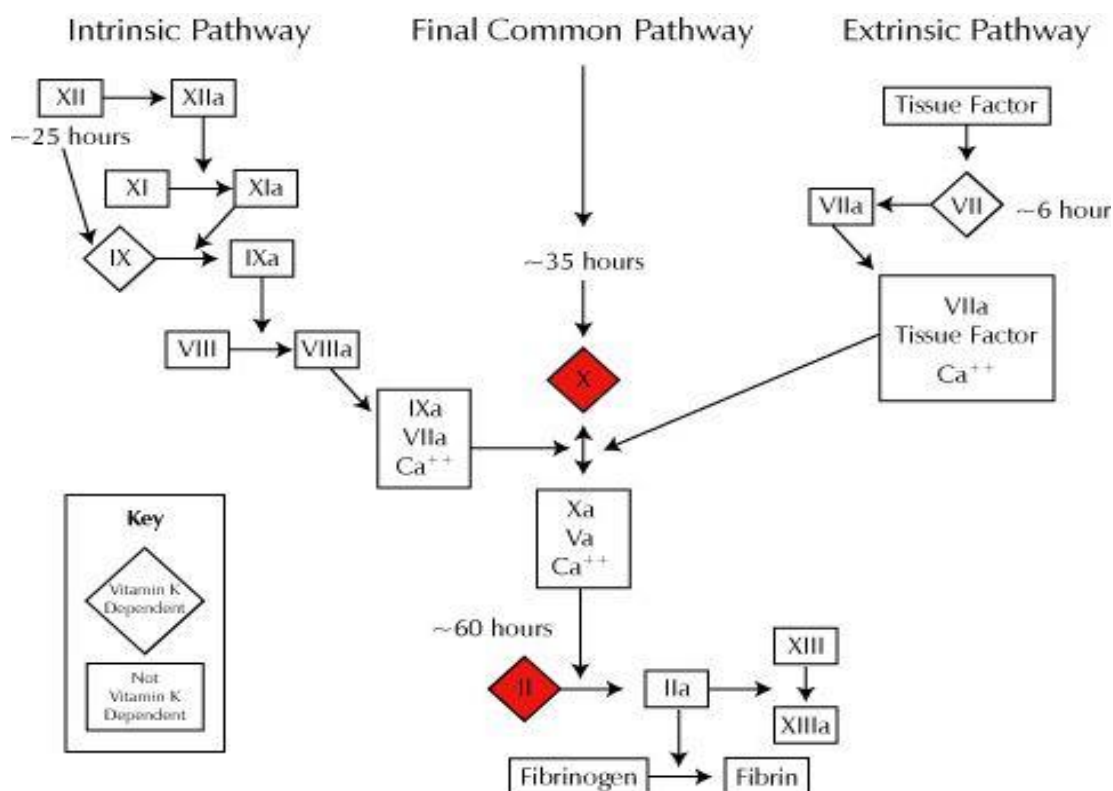 Intrinsic Pathway
Final Common Pathway
Extrinsic Pathway
XII
XIIa
Tissue Factor
~25 hours
XI
XIa
VIIa
VII
~6 hour
IX
IXa
~35 hours
VIII
VIIIa
VIIa
Tissue Factor
Ca++
X
IXa
VIIa
Ca++
Xa
Va
Ca++
Key
Vitamin K
Dependent
Not
Vitamin K
Dependent
~60 hours
II
IIa
XIII
XIIIa
Fibrinogen
Fibrin